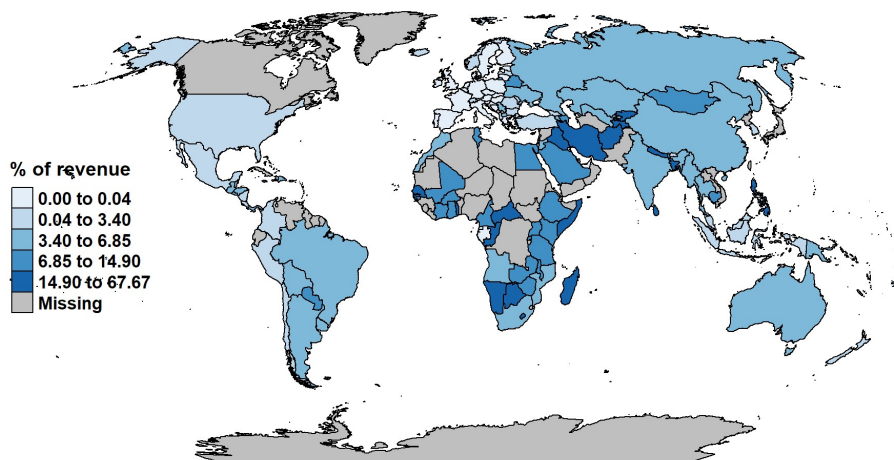 % of revenue
0.00 to 0.04
0.04 to 3.40
3.40 to 6.85
6.85 to 14.90
14.90 to 67.67
Missing